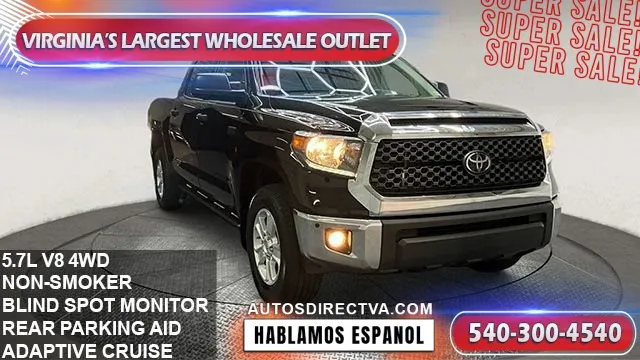 VIRGINIA'S LARGEST WHOLESALE OUTLET
SUPER SALE!
SUPER SALE!
SUPER SALE!
5.7L V8 4WD
NON-SMOKER
BLIND SPOT MONITOR
REAR PARKING AID
ADAPTIVE CRUISE
AUTOSDIRECTVA.COM
HABLAMOS ESPANOL
540-300-4540